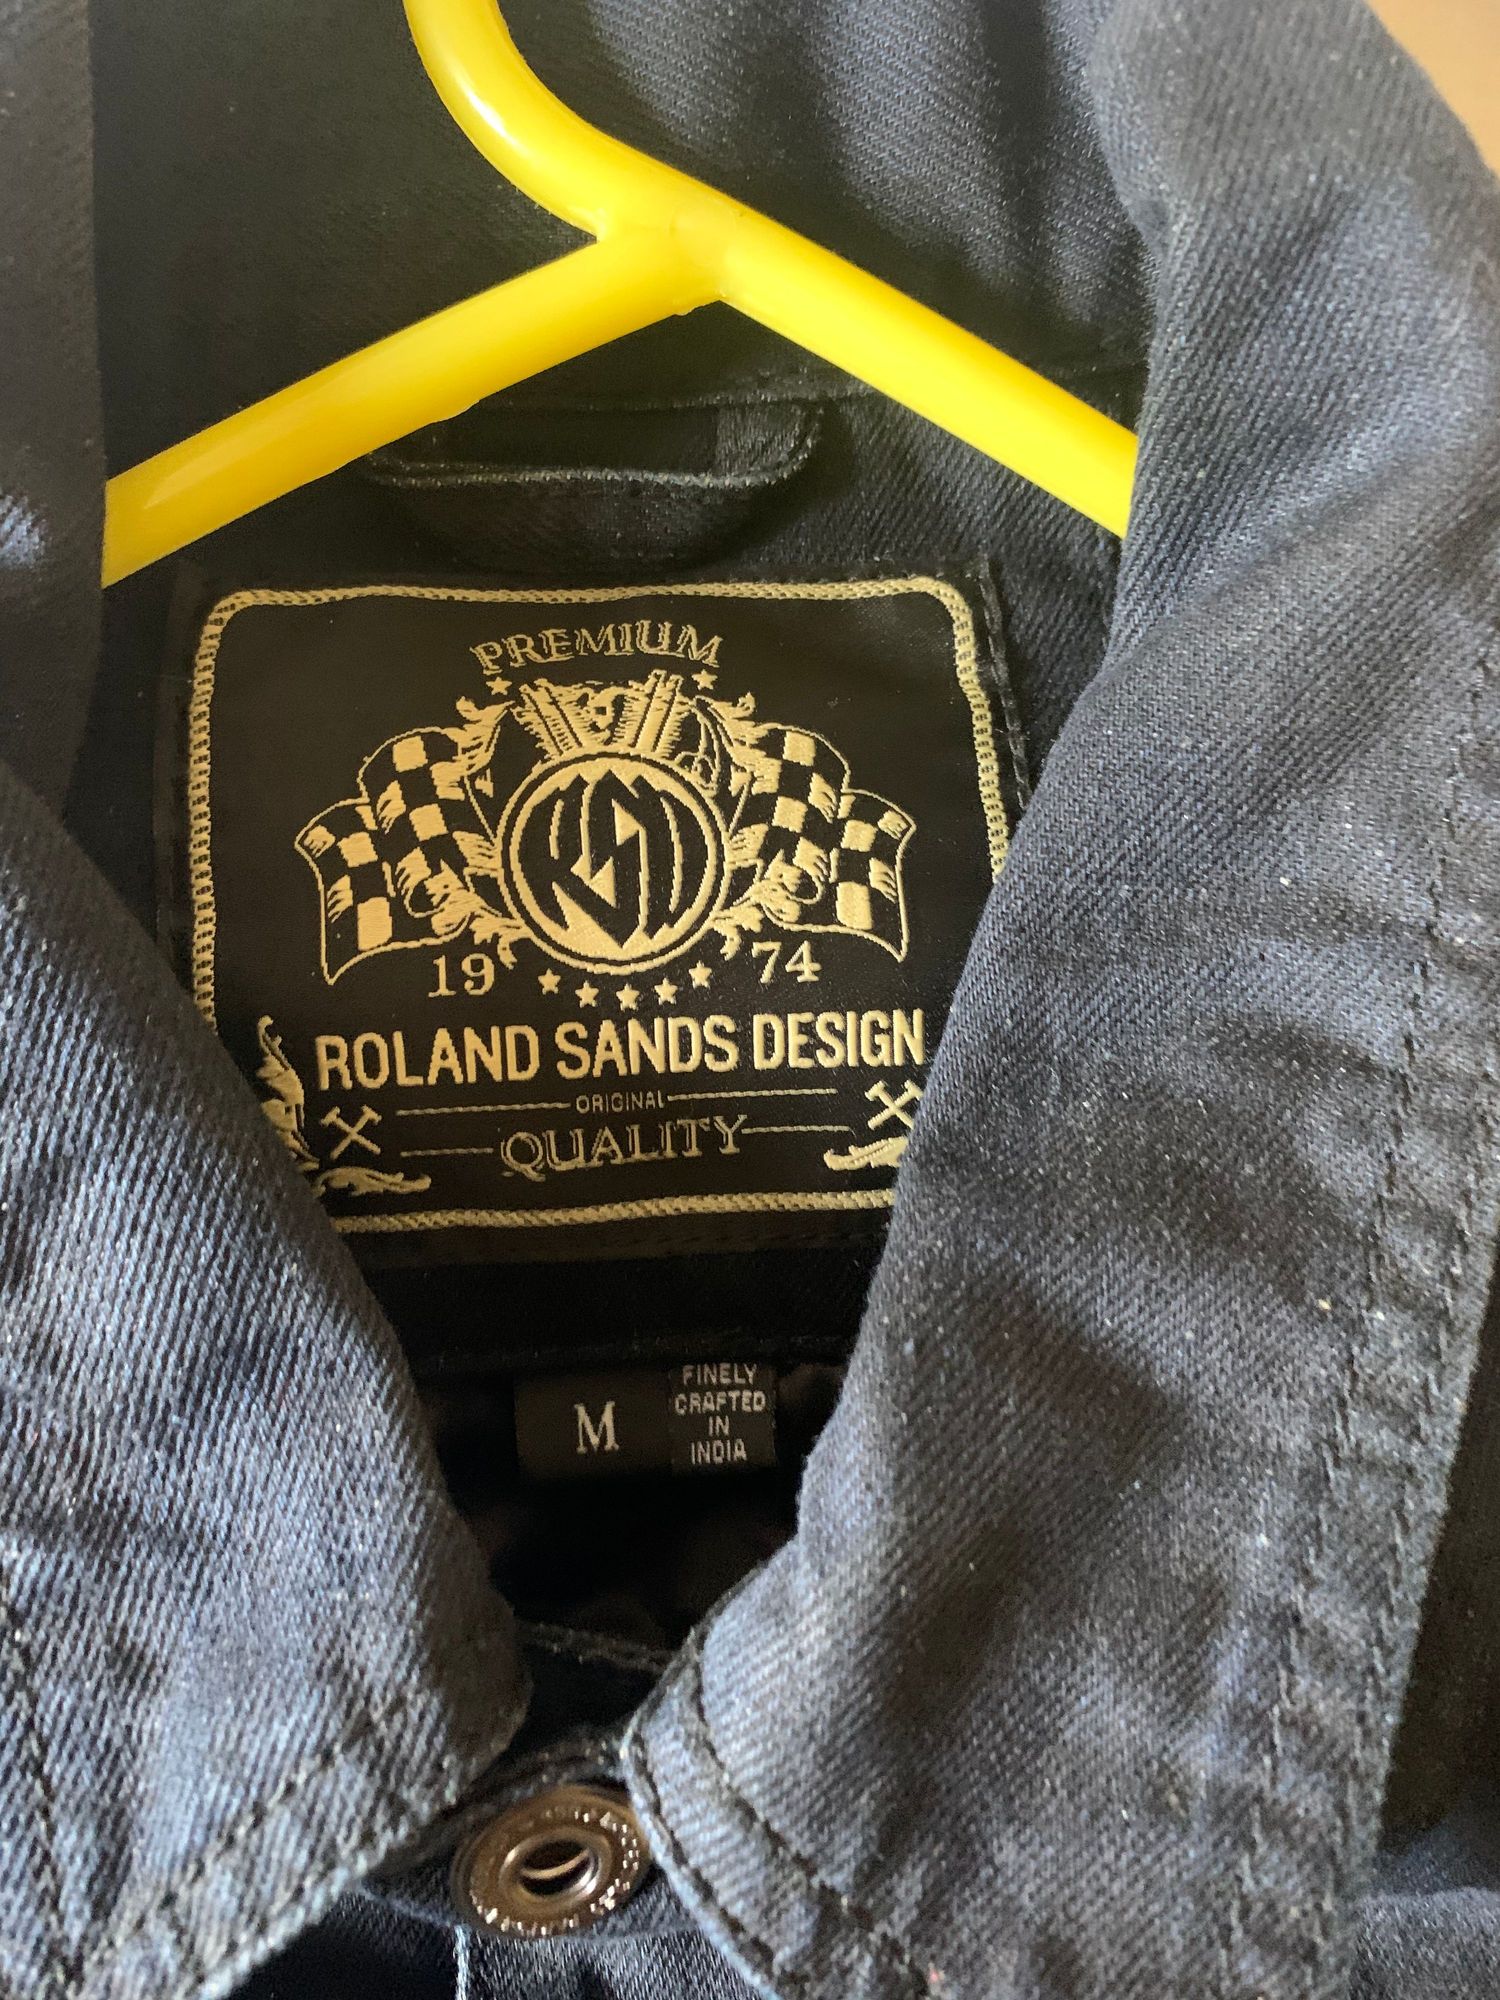 PREMIUM
RSD
19 74
ROLAND SANDS DESIGN
ORIGINAL
QUALITY
M
FINELY
CRAFTED
IN
INDIA